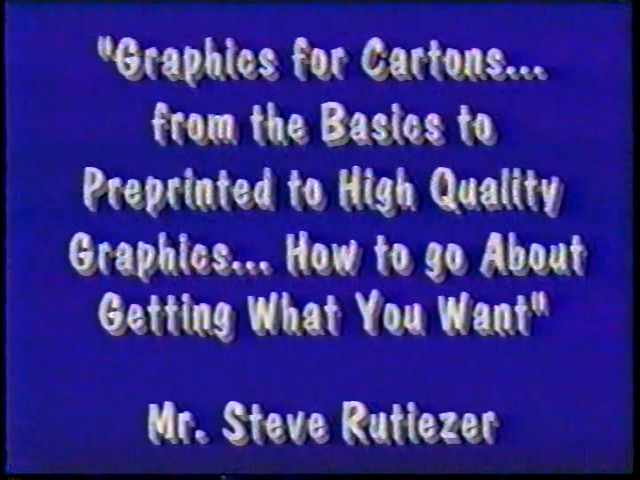 "Graphics for Cartons...
from the Basics to
Preprinted to High Quality
Graphics... How to go About
Getting What You Want"
Mr. Steve Rutiezer